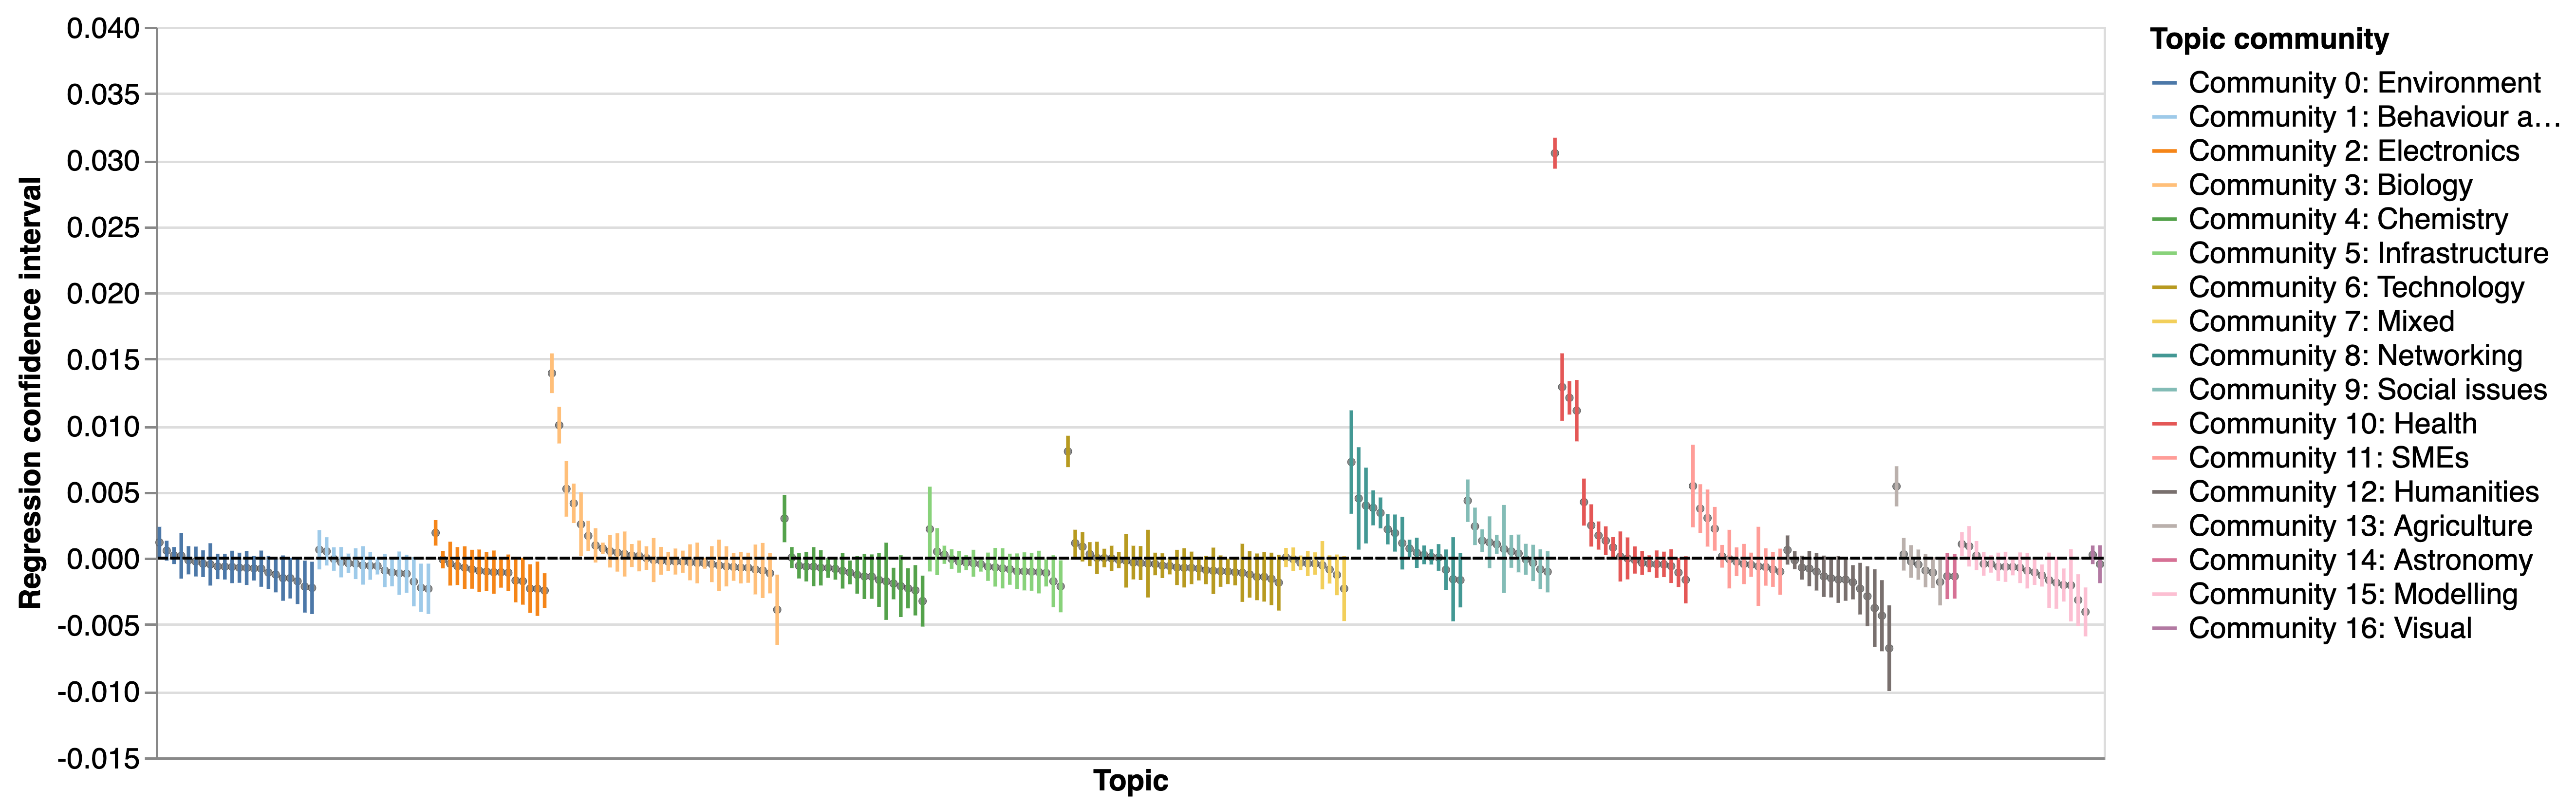 0.040
0.035
0.030
0.025
0.020
0.015
0.010
0.005
0.000
-0.005
-0.010
-0.015
Regression confidence interval
Topic
Topic community
Community 0: Environment
Community 1: Behaviour a…
Community 2: Electronics
Community 3: Biology
Community 4: Chemistry
Community 5: Infrastructure
Community 6: Technology
Community 7: Mixed
Community 8: Networking
Community 9: Social issues
Community 10: Health
Community 11: SMEs
Community 12: Humanities
Community 13: Agriculture
Community 14: Astronomy
Community 15: Modelling
Community 16: Visual